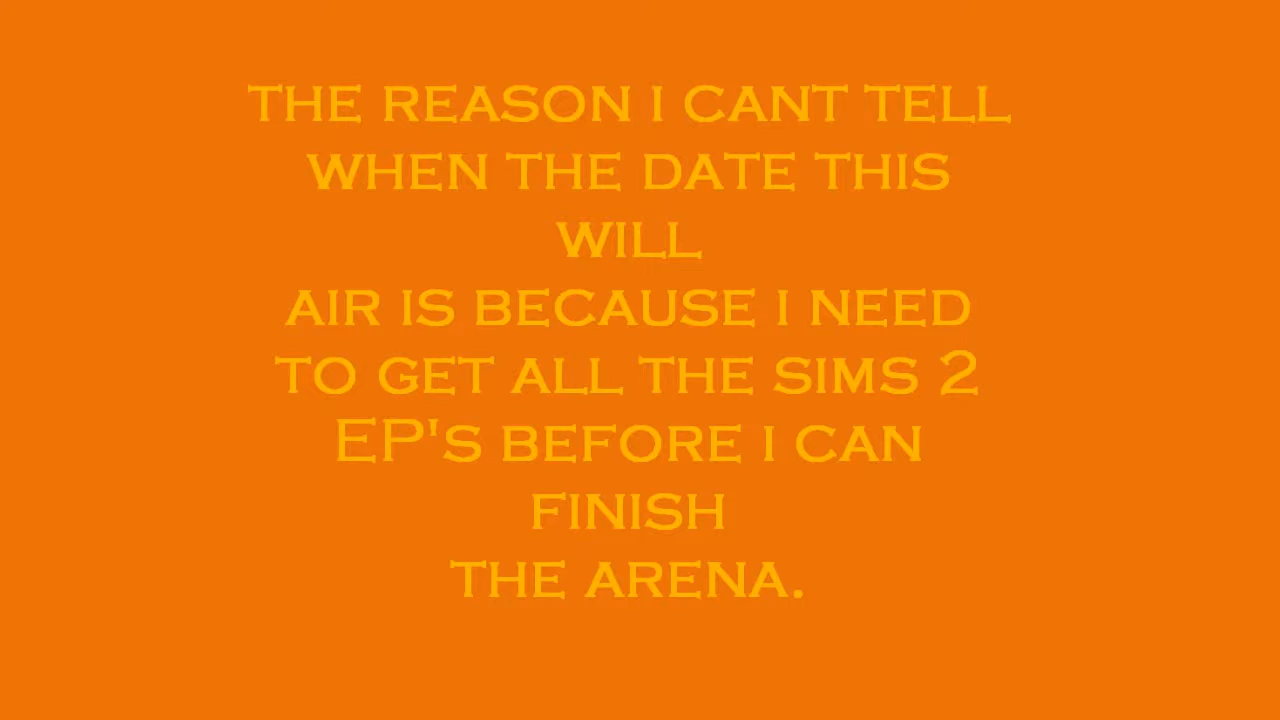 THE REASON I CANT TELL
WHEN THE DATE THIS
WILL
AIR IS BECAUSE I NEED
TO GET ALL THE SIMS 2
EP'S BEFORE I CAN
FINISH
THE ARENA.